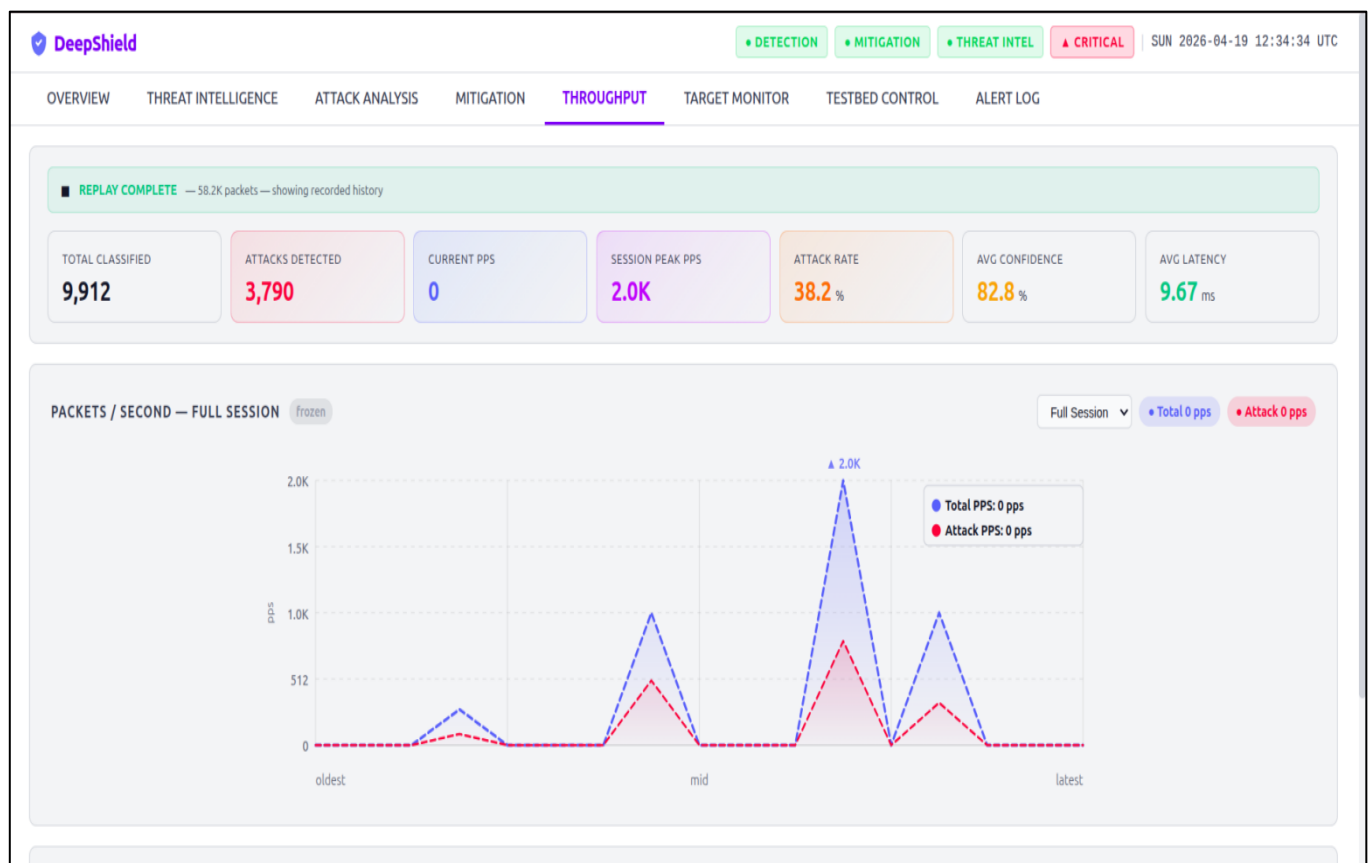 DeepShield
● DETECTION ● MITIGATION ● THREAT INTEL ▲ CRITICAL SUN 2026-04-19 12:34:34 UTC
OVERVIEW THREAT INTELLIGENCE ATTACK ANALYSIS MITIGATION THROUGHPUT TARGET MONITOR TESTBED CONTROL ALERT LOG
■ REPLAY COMPLETE — 58.2K packets — showing recorded history
TOTAL CLASSIFIED ATTACKS DETECTED CURRENT PPS SESSION PEAK PPS ATTACK RATE AVG CONFIDENCE AVG LATENCY
9,912 3,790 0 2.0K 38.2 % 82.8 % 9.67 ms
PACKETS / SECOND — FULL SESSION frozen Full Session ● Total 0 pps ● Attack 0 pps
▲ 2.0K
2.0K
Total PPS: 0 pps
Attack PPS: 0 pps
1.5K
1.0K
pps
512
0
oldest mid latest